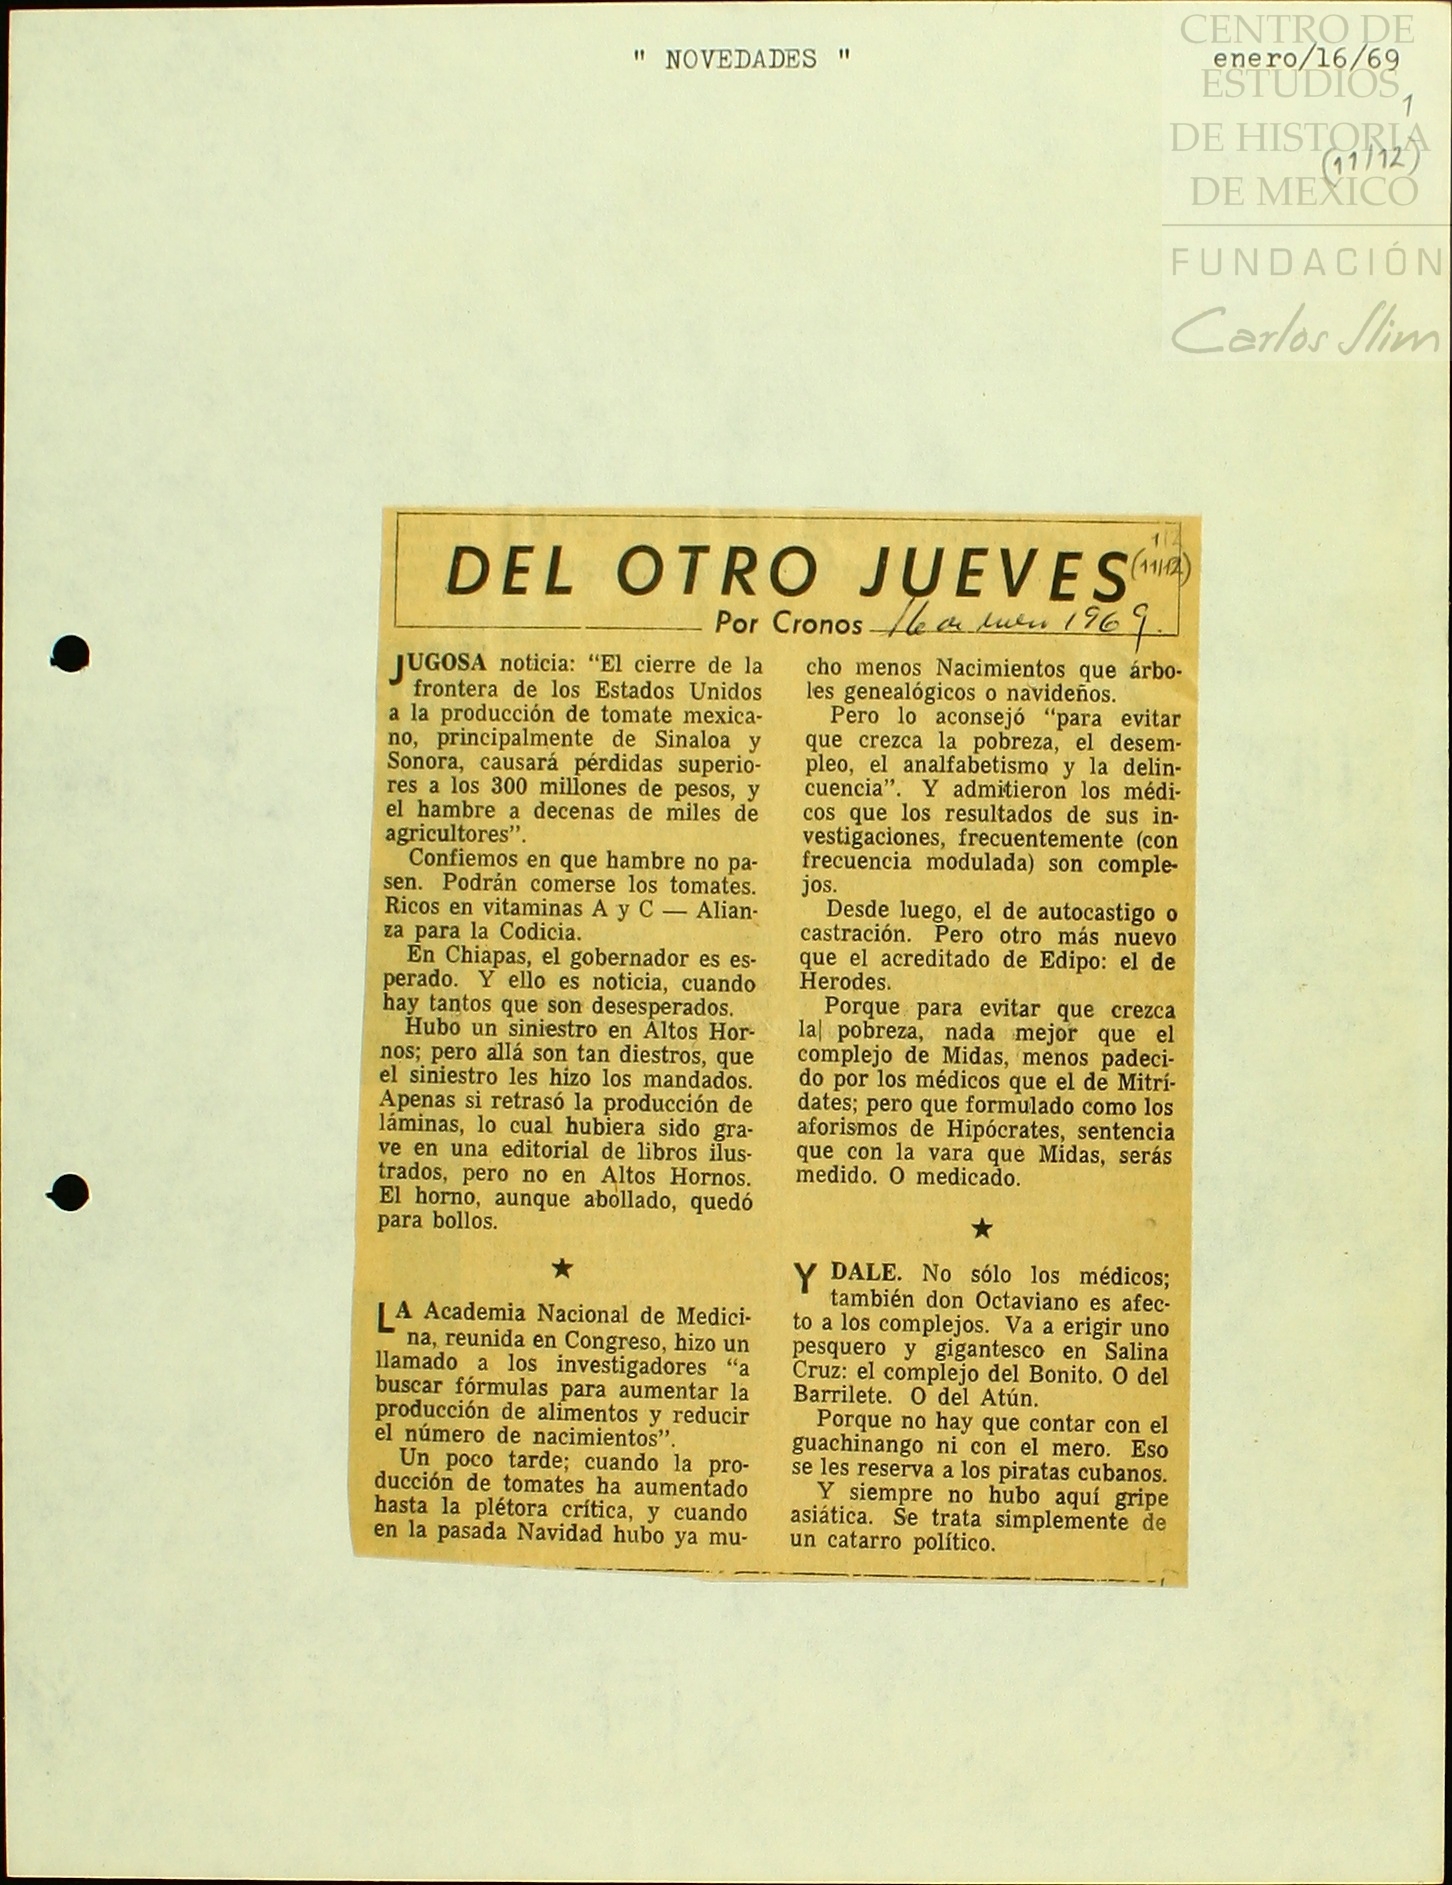 " NOVEDADES "
enero/16/69
1
(11/12)
CENTRO DE
ESTUDIOS
DE HISTORIA
DE MEXICO
FUNDACIÓN
Carlos Slim
DEL OTRO JUEVES
(11/12)
Por Cronos 16 de enero 1969.
JUGOSA noticia: “El cierre de la
frontera de los Estados Unidos
a la producción de tomate mexica-
no, principalmente de Sinaloa y
Sonora, causará pérdidas superio-
res a los 300 millones de pesos, y
el hambre a decenas de miles de
agricultores”.
Confiemos en que hambre no pa-
sen. Podrán comerse los tomates.
Ricos en vitaminas A y C — Alian-
za para la Codicia.
En Chiapas, el gobernador es es-
perado. Y ello es noticia, cuando
hay tantos que son desesperados.
Hubo un siniestro en Altos Hor-
nos; pero allá son tan diestros, que
el siniestro les hizo los mandados.
Apenas si retrasó la producción de
láminas, lo cual hubiera sido gra-
ve en una editorial de libros ilus-
trados, pero no en Altos Hornos.
El horno, aunque abollado, quedó
para bollos.
★
LA Academia Nacional de Medici-
na, reunida en Congreso, hizo un
llamado a los investigadores “a
buscar fórmulas para aumentar la
producción de alimentos y reducir
el número de nacimientos”.
Un poco tarde; cuando la pro-
ducción de tomates ha aumentado
hasta la plétora crítica, y cuando
en la pasada Navidad hubo ya mu-
cho menos Nacimientos que árbo-
les genealógicos o navideños.
Pero lo aconsejó “para evitar
que crezca la pobreza, el desem-
pleo, el analfabetismo y la delin-
cuencia”. Y admitieron los médi-
cos que los resultados de sus in-
vestigaciones, frecuentemente (con
frecuencia modulada) son comple-
jos.
Desde luego, el de autocastigo o
castración. Pero otro más nuevo
que el acreditado de Edipo: el de
Herodes.
Porque para evitar que crezca
la pobreza, nada mejor que el
complejo de Midas, menos padeci-
do por los médicos que el de Mitrí-
dates; pero que formulado como los
aforismos de Hipócrates, sentencia
que con la vara que Midas, serás
medido. O medicado.
★
Y DALE. No sólo los médicos;
también don Octaviano es afec-
to a los complejos. Va a erigir uno
pesquero y gigantesco en Salina
Cruz: el complejo del Bonito. O del
Barrilete. O del Atún.
Porque no hay que contar con el
guachinango ni con el mero. Eso
se les reserva a los piratas cubanos.
Y siempre no hubo aquí gripe
asiática. Se trata simplemente de
un catarro político.